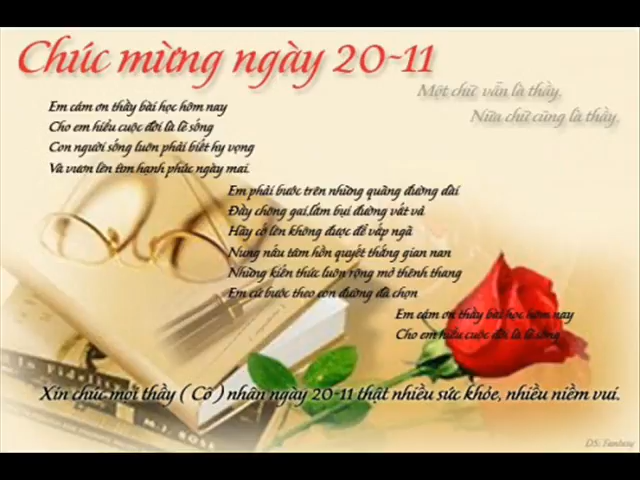 Chúc mừng ngày 20-11
Một chữ vẫn là thầy,
Nữa chữ cũng là thầy,
Em cám ơn thầy bài học hôm nay
Cho em hiểu cuộc đời là lẽ sống
Con người sống luôn phải biết hy vọng
Và vươn lên tìm hạnh phúc ngày mai.
Em phải bước trên những quãng đường dài
Đầy chông gai,lấm bụi đường vất vả
Hãy cố lên không được để vấp ngã
Nung nấu tâm hồn quyết thắng gian nan
Những kiến thức luôn rộng mở thênh thang
Em cứ bước theo con đường đã chọn
Em cám ơn thầy bài học hôm nay
Cho em hiểu cuộc đời là lẽ sống
Xin chúc mọi thầy ( Cô ) nhân ngày 20-11 thật nhiều sức khỏe, nhiều niềm vui.
M.J. ROSS
DS: